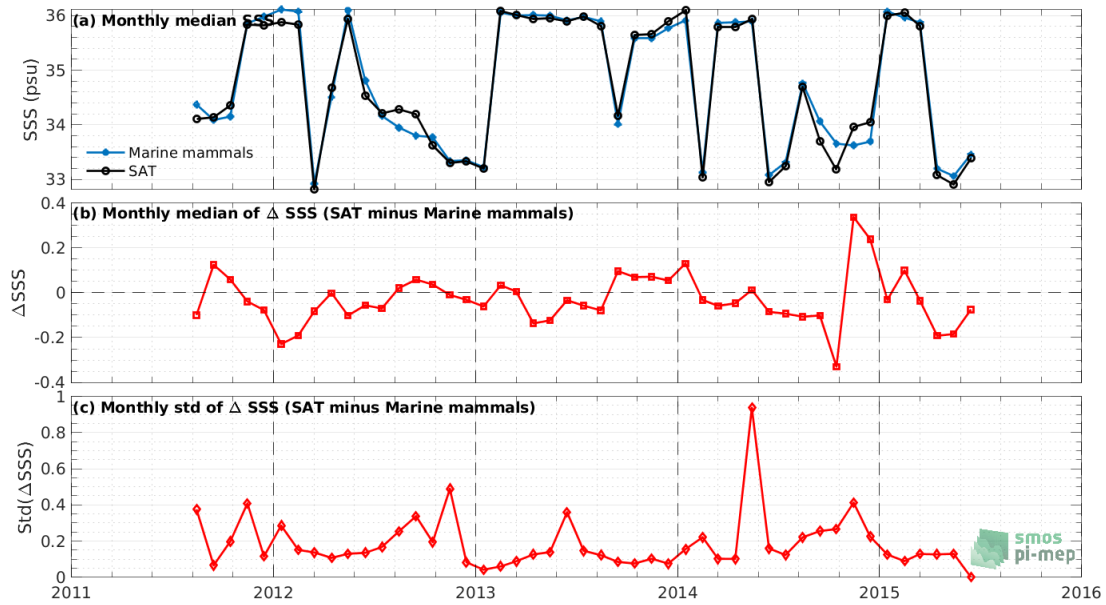 (a) Monthly median SSS
36
35
34
33
SSS (psu)
Marine mammals
SAT
(b) Monthly median of Δ SSS (SAT minus Marine mammals)
0.4
0.2
0
-0.2
-0.4
ΔSSS
(c) Monthly std of Δ SSS (SAT minus Marine mammals)
1
0.8
0.6
0.4
0.2
0
Std(ΔSSS)
smos
pi-mep
2011 2012 2013 2014 2015 2016